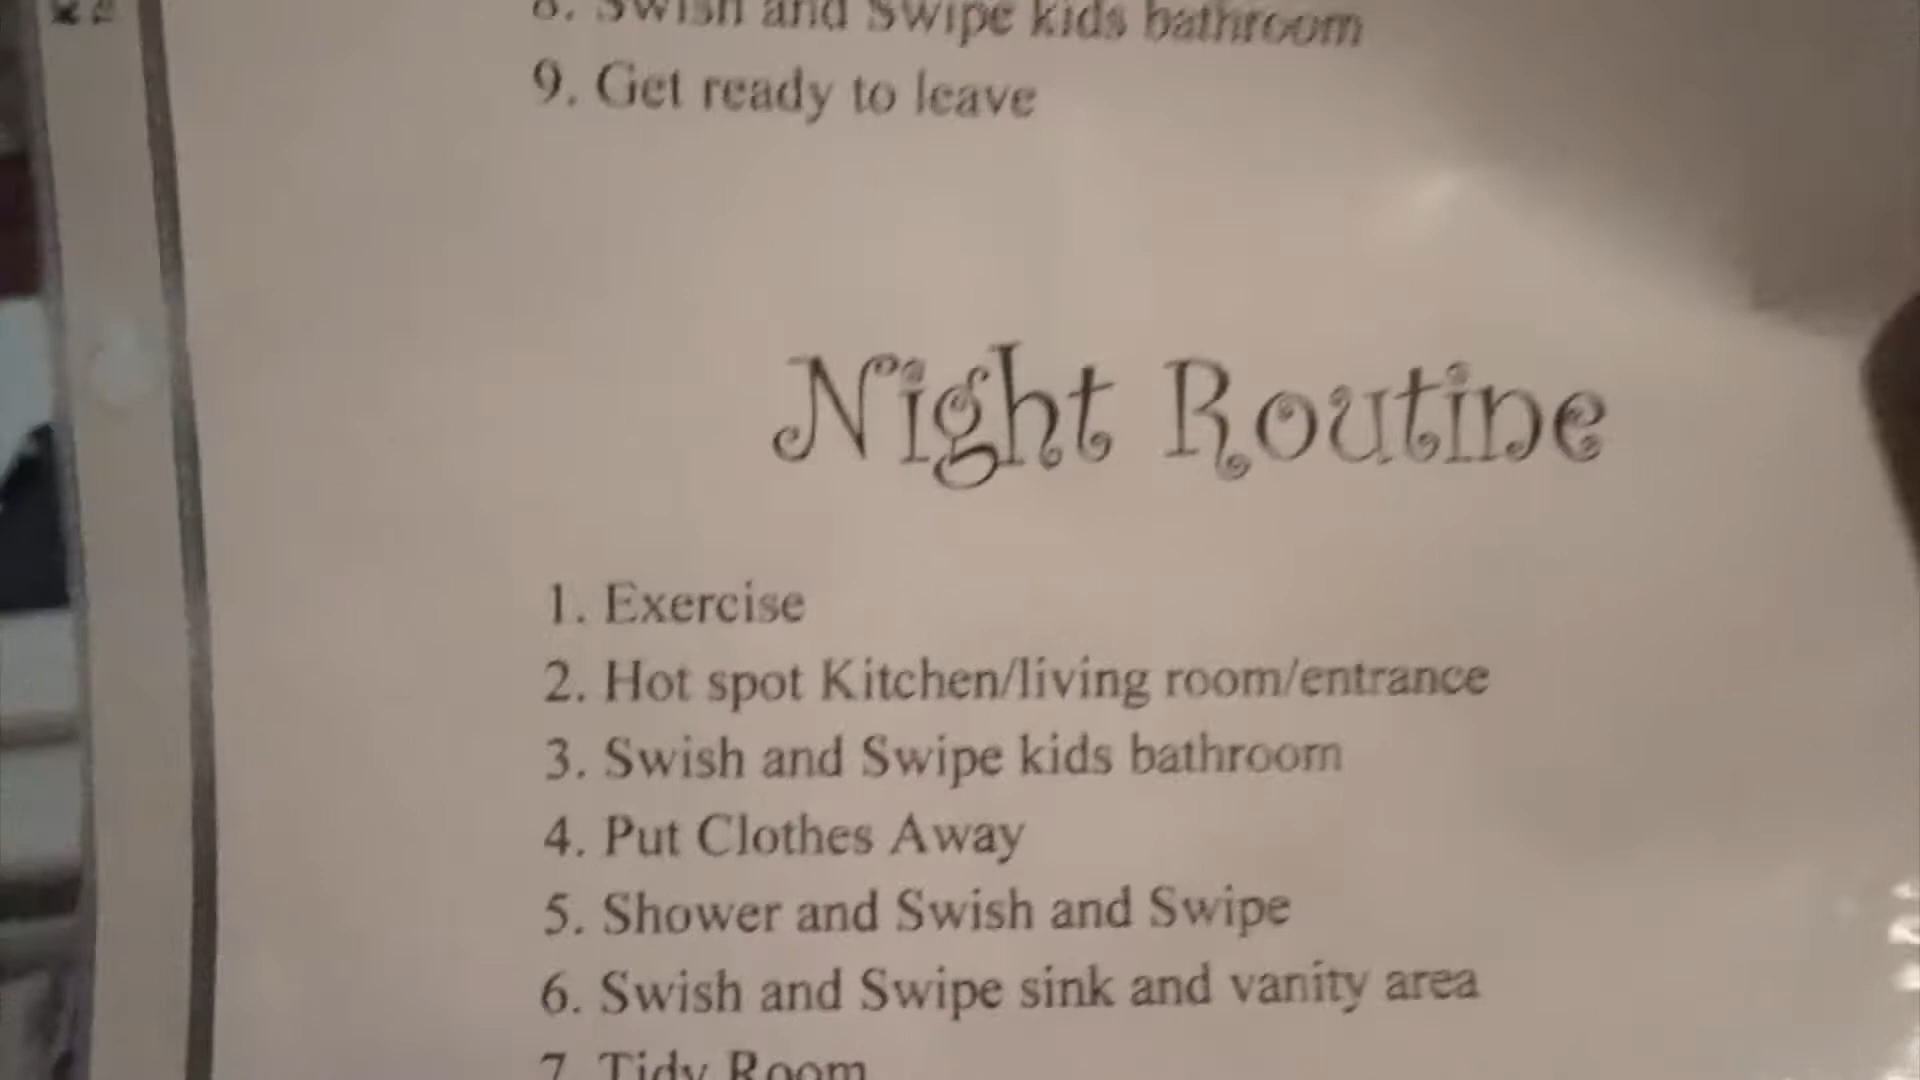 8. Swish and Swipe kids bathroom
9. Get ready to leave
Night Routine
1. Exercise
2. Hot spot Kitchen/living room/entrance
3. Swish and Swipe kids bathroom
4. Put Clothes Away
5. Shower and Swish and Swipe
6. Swish and Swipe sink and vanity area
7. Tidy Room